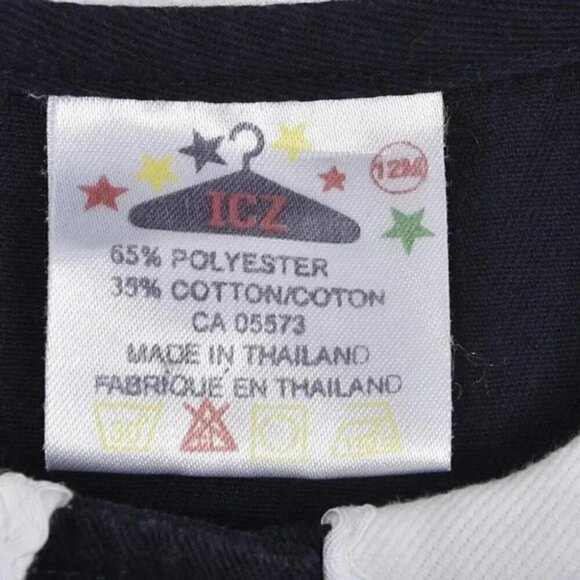 12M
ICZ
65% POLYESTER
35% COTTON/COTON
CA 05573
MADE IN THAILAND
FABRIQUE EN THAILAND